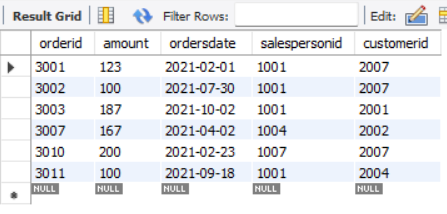 Result Grid Filter Rows: Edit:
orderid amount ordersdate salespersonid customerid
3001 123 2021-02-01 1001 2007
3002 100 2021-07-30 1001 2007
3003 187 2021-10-02 1001 2001
3007 167 2021-04-02 1004 2002
3010 200 2021-02-23 1007 2007
3011 100 2021-09-18 1001 2004
NULL NULL NULL NULL NULL